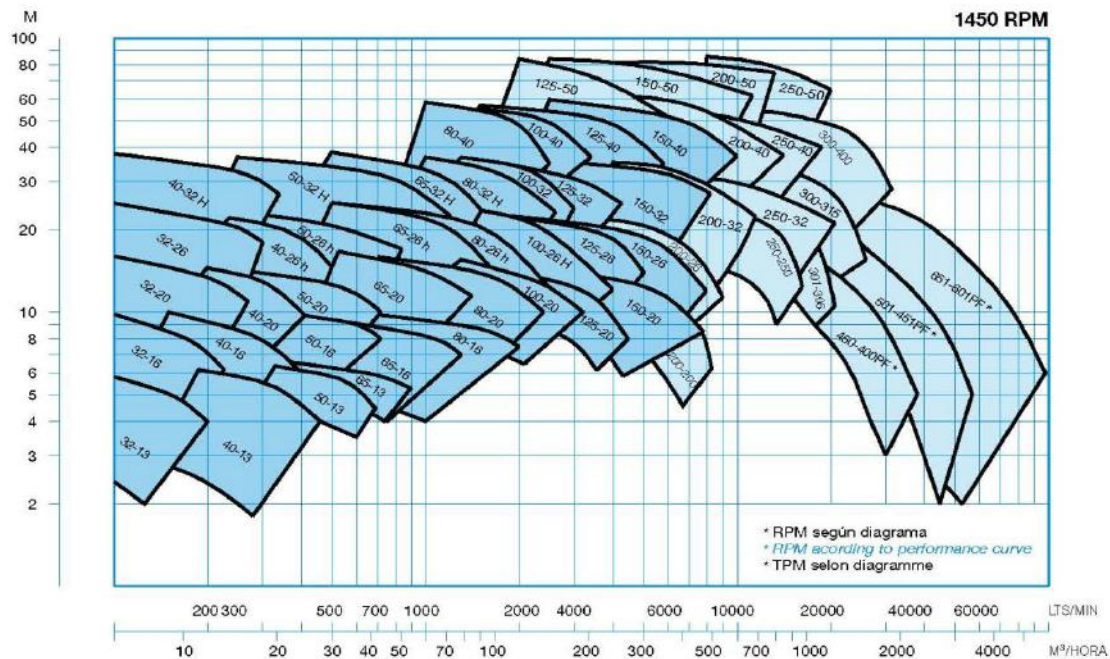 M
1450 RPM
100
80
60
50
40
30
20
10
8
6
5
4
3
2
125-50
150-50
200-50
250-50
80-40
100-40
125-40
150-40
200-40
250-40
300-400
40-32 H
50-32 H
65-32 H
80-32 H
100-32
125-32
150-32
200-32
250-32
300-315
32-26
40-26 h
50-26 h
65-26 h
80-26 h
100-26 H
125-26
150-26
250-250
301-396
651-601PF *
32-20
40-20
50-20
65-20
80-20
100-20
125-20
150-20
200-200
450-400PF *
501-451PF *
32-16
40-16
50-16
65-16
80-16
32-13
40-13
50-13
65-13
* RPM según diagrama
* RPM acording to performance curve
* TPM selon diagramme
200 300 500 700 1000 2000 4000 6000 10000 20000 40000 60000 LTS/MIN
10 20 30 40 50 70 100 200 300 500 700 1000 2000 4000 M³/HORA